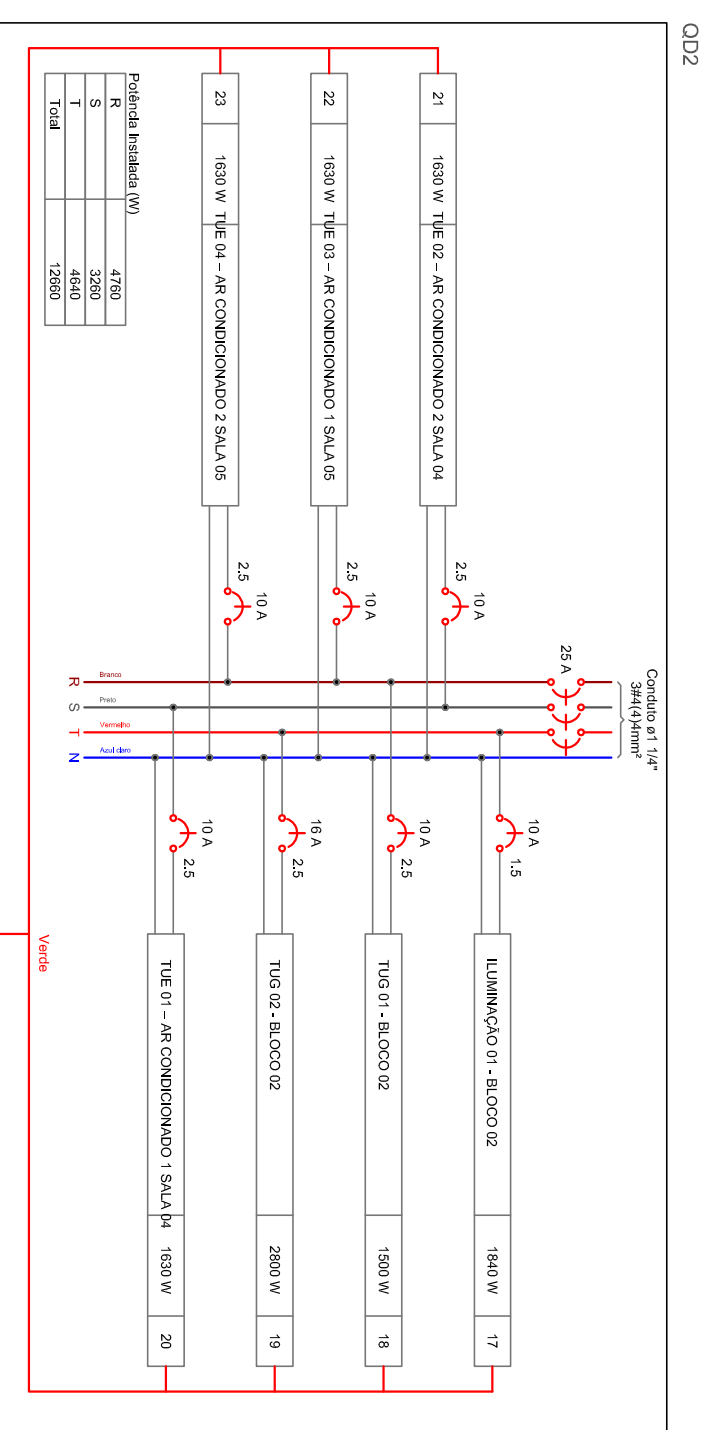 QD2
Conduto ø1 1/4"
3#4(4)4mm²
25 A
21
1630 W
TUE 02 – AR CONDICIONADO 2 SALA 04
2.5
10 A
22
1630 W
TUE 03 – AR CONDICIONADO 1 SALA 05
2.5
10 A
23
1630 W
TUE 04 – AR CONDICIONADO 2 SALA 05
2.5
10 A
10 A
1.5
ILUMINAÇÃO 01 - BLOCO 02
1840 W
17
10 A
2.5
TUG 01 - BLOCO 02
1500 W
18
16 A
2.5
TUG 02 - BLOCO 02
2800 W
19
10 A
2.5
TUE 01 – AR CONDICIONADO 1 SALA 04
1630 W
20
R Branco
S Preto
T Vermelho
N Azul claro
Potência Instalada (W)
R 4760
S 3260
T 4640
Total 12660
Verde